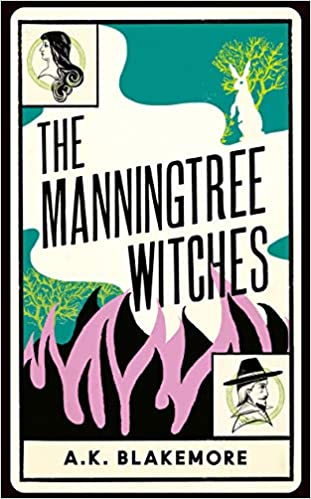 THE
MANNINGTREE
WITCHES
A.K. BLAKEMORE